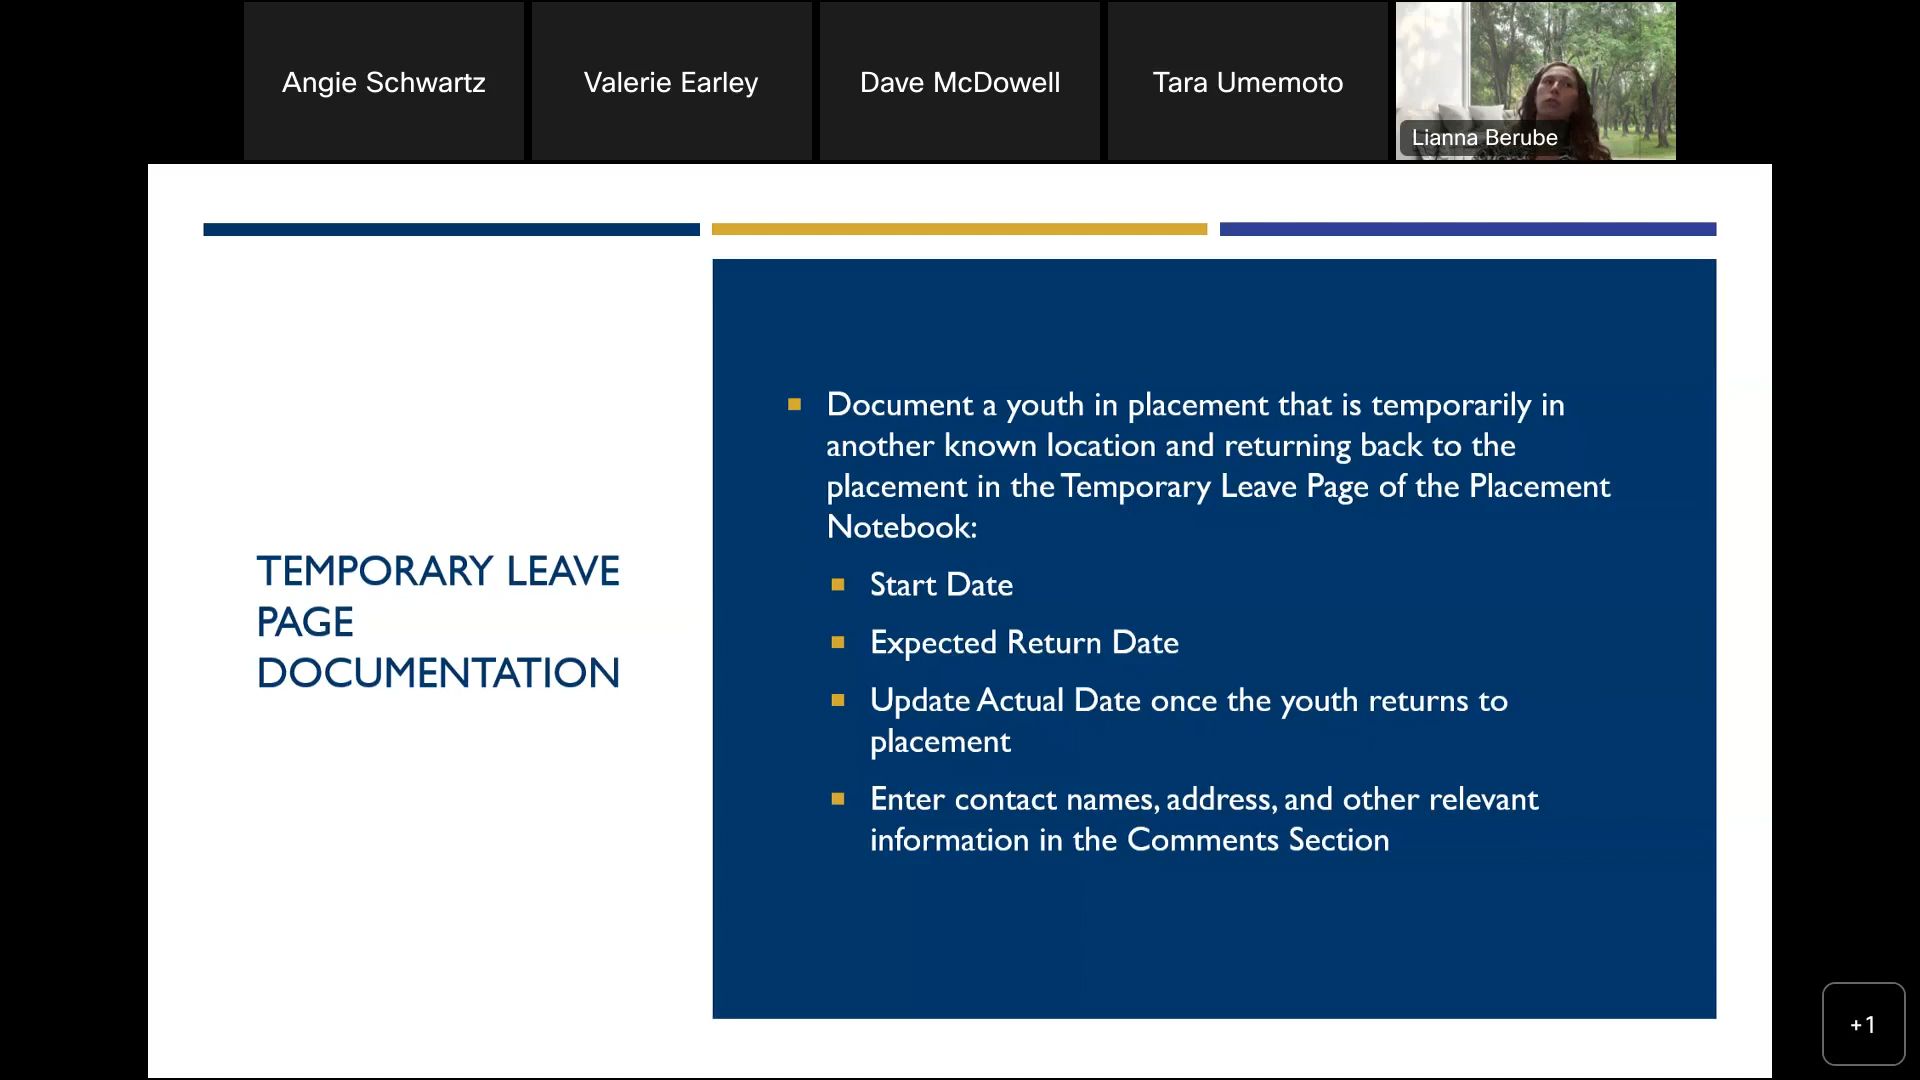 Angie Schwartz
Valerie Earley
Dave McDowell
Tara Umemoto
Lianna Berube
TEMPORARY LEAVE
PAGE
DOCUMENTATION
Document a youth in placement that is temporarily in
another known location and returning back to the
placement in the Temporary Leave Page of the Placement
Notebook:
Start Date
Expected Return Date
Update Actual Date once the youth returns to
placement
Enter contact names, address, and other relevant
information in the Comments Section
+1